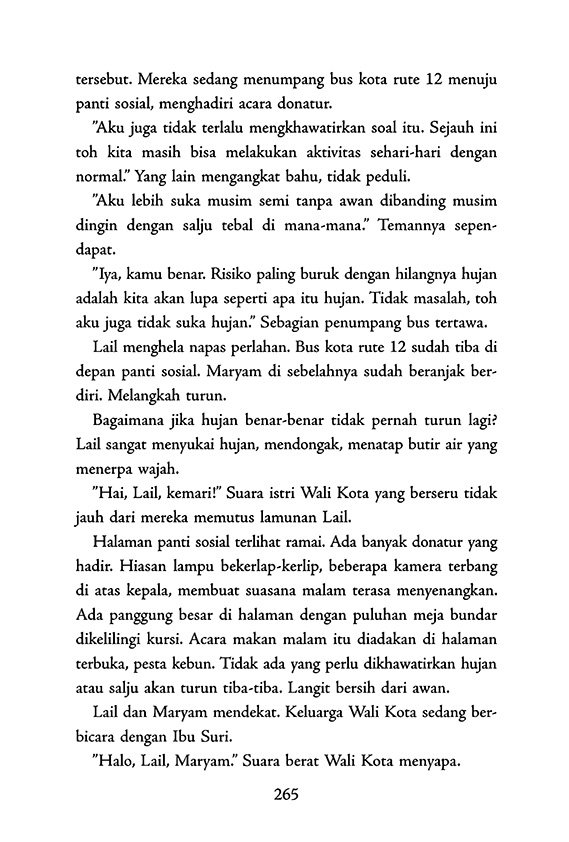 tersebut. Mereka sedang menumpang bus kota rute 12 menuju
panti sosial, menghadiri acara donatur.
”Aku juga tidak terlalu mengkhawatirkan soal itu. Sejauh ini
toh kita masih bisa melakukan aktivitas sehari-hari dengan
normal.” Yang lain mengangkat bahu, tidak peduli.
”Aku lebih suka musim semi tanpa awan dibanding musim
dingin dengan salju tebal di mana-mana.” Temannya sepen-
dapat.
”Iya, kamu benar. Risiko paling buruk dengan hilangnya hujan
adalah kita akan lupa seperti apa itu hujan. Tidak masalah, toh
aku juga tidak suka hujan.” Sebagian penumpang bus tertawa.
Lail menghela napas perlahan. Bus kota rute 12 sudah tiba di
depan panti sosial. Maryam di sebelahnya sudah beranjak ber-
diri. Melangkah turun.
Bagaimana jika hujan benar-benar tidak pernah turun lagi?
Lail sangat menyukai hujan, mendongak, menatap butir air yang
menerpa wajah.
”Hai, Lail, kemari!” Suara istri Wali Kota yang berseru tidak
jauh dari mereka memutus lamunan Lail.
Halaman panti sosial terlihat ramai. Ada banyak donatur yang
hadir. Hiasan lampu bekerlap-kerlip, beberapa kamera terbang
di atas kepala, membuat suasana malam terasa menyenangkan.
Ada panggung besar di halaman dengan puluhan meja bundar
dikelilingi kursi. Acara makan malam itu diadakan di halaman
terbuka, pesta kebun. Tidak ada yang perlu dikhawatirkan hujan
atau salju akan turun tiba-tiba. Langit bersih dari awan.
Lail dan Maryam mendekat. Keluarga Wali Kota sedang ber-
bicara dengan Ibu Suri.
”Halo, Lail, Maryam.” Suara berat Wali Kota menyapa.
265